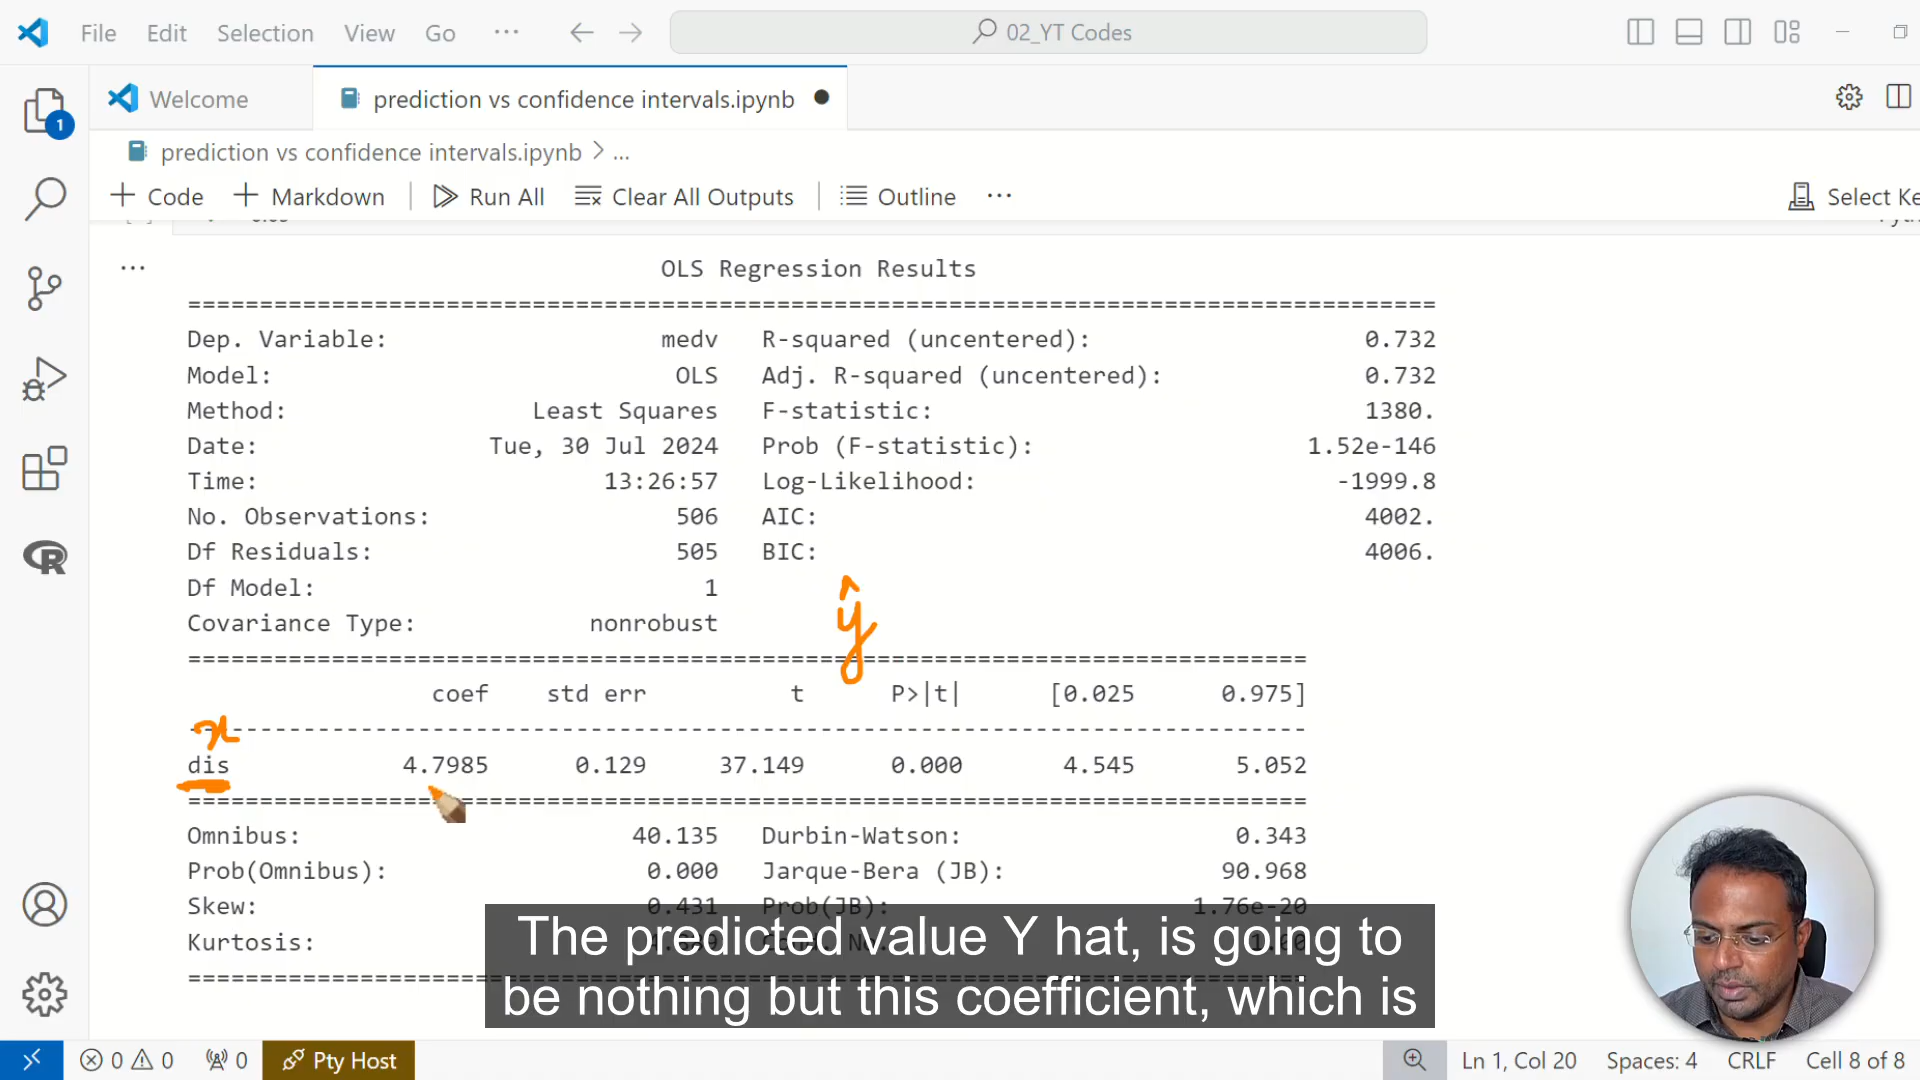 File Edit Selection View Go ··· 02_YT Codes
1
Welcome prediction vs confidence intervals.ipynb
prediction vs confidence intervals.ipynb > ...
+ Code + Markdown Run All Clear All Outputs Outline ··· Select Ke
...
OLS Regression Results
==============================================================================
Dep. Variable: medv R-squared (uncentered): 0.732
Model: OLS Adj. R-squared (uncentered): 0.732
Method: Least Squares F-statistic: 1380.
Date: Tue, 30 Jul 2024 Prob (F-statistic): 1.52e-146
Time: 13:26:57 Log-Likelihood: -1999.8
No. Observations: 506 AIC: 4002.
Df Residuals: 505 BIC: 4006.
Df Model: 1
Covariance Type: nonrobust
ŷ
==============================================================================
coef std err t P>|t| [0.025 0.975]
x
------------------------------------------------------------------------------
dis 4.7985 0.129 37.149 0.000 4.545 5.052
==============================================================================
Omnibus: 40.135 Durbin-Watson: 0.343
Prob(Omnibus): 0.000 Jarque-Bera (JB): 90.968
Skew: 0.431 Prob(JB): 1.76e-20
Kurtosis:
The predicted value Y hat, is going to
be nothing but this coefficient, which is
R
0 0 0 Pty Host Ln 1, Col 20 Spaces: 4 CRLF Cell 8 of 8